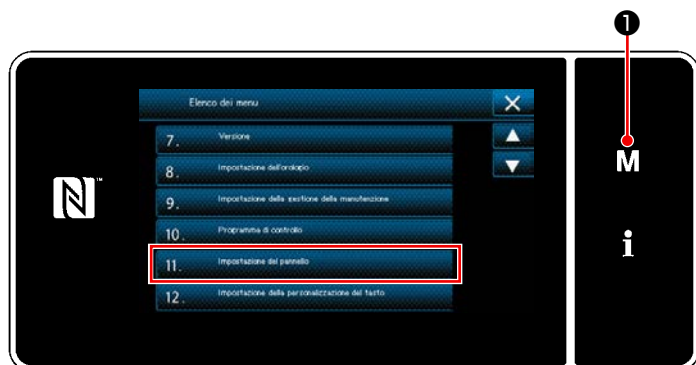 ❶
Elenco dei menu
7. Versione
8. Impostazione dell'orologio
9. Impostazione della gestione della manutenzione
10. Programma di controllo
11. Impostazione del pannello
12. Impostazione della personalizzazione del tasto
M
i